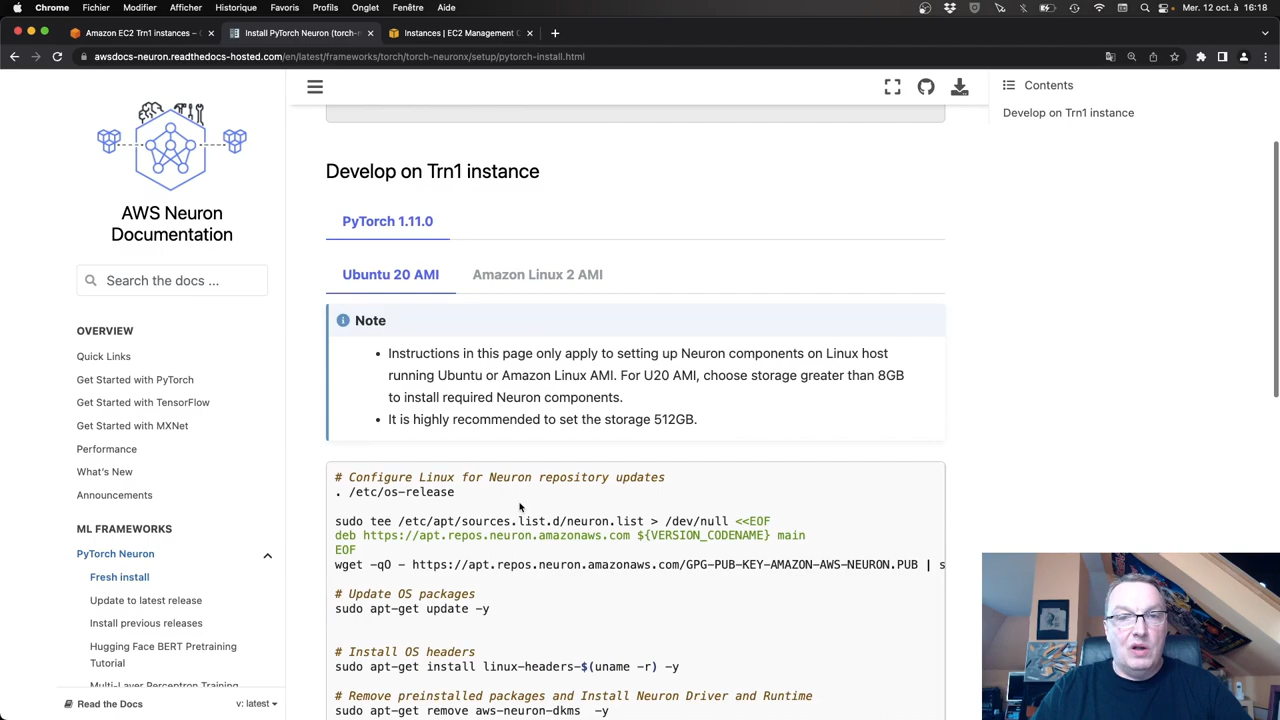 Chrome Fichier Modifier Afficher Historique Favoris Profils Onglet Fenêtre Aide Mer. 12 oct. à 16:18
Amazon EC2 Trn1 instances – Install PyTorch Neuron (torch- Instances | EC2 Management C
awsdocs-neuron.readthedocs-hosted.com/en/latest/frameworks/torch/torch-neuronx/setup/pytorch-install.html
AWS Neuron
Documentation
Search the docs ...
OVERVIEW
Quick Links
Get Started with PyTorch
Get Started with TensorFlow
Get Started with MXNet
Performance
What's New
Announcements
ML FRAMEWORKS
PyTorch Neuron
Fresh install
Update to latest release
Install previous releases
Hugging Face BERT Pretraining
Tutorial
Multi-Layer Perceptron Training
Read the Docs v: latest
Develop on Trn1 instance
PyTorch 1.11.0
Ubuntu 20 AMI Amazon Linux 2 AMI
Note
• Instructions in this page only apply to setting up Neuron components on Linux host
running Ubuntu or Amazon Linux AMI. For U20 AMI, choose storage greater than 8GB
to install required Neuron components.
• It is highly recommended to set the storage 512GB.
# Configure Linux for Neuron repository updates
. /etc/os-release
sudo tee /etc/apt/sources.list.d/neuron.list > /dev/null <<EOF
deb https://apt.repos.neuron.amazonaws.com ${VERSION_CODENAME} main
EOF
wget -qO - https://apt.repos.neuron.amazonaws.com/GPG-PUB-KEY-AMAZON-AWS-NEURON.PUB | s
# Update OS packages
sudo apt-get update -y
# Install OS headers
sudo apt-get install linux-headers-$(uname -r) -y
# Remove preinstalled packages and Install Neuron Driver and Runtime
sudo apt-get remove aws-neuron-dkms -y
Contents
Develop on Trn1 instance